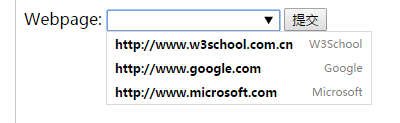 Webpage: 提交
http://www.w3school.com.cn W3School
http://www.google.com Google
http://www.microsoft.com Microsoft